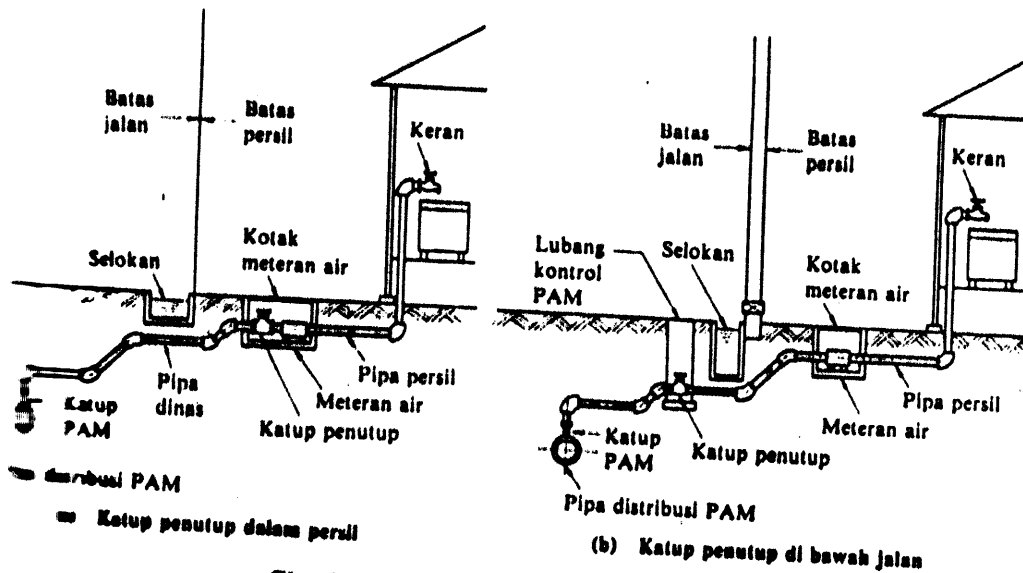 Batas
jalan
Batas
persil
Keran
Selokan
Kotak
meteran air
Pipa
dinas
Pipa persil
Meteran air
Katup penutup
Katup
PAM
distribusi PAM
Katup penutup dalam persil
Batas
jalan
Batas
persil
Keran
Lubang
kontrol
PAM
Selokan
Kotak
meteran air
Pipa persil
Meteran air
Katup penutup
Katup
PAM
Pipa distribusi PAM
(b) Katup penutup di bawah jalan